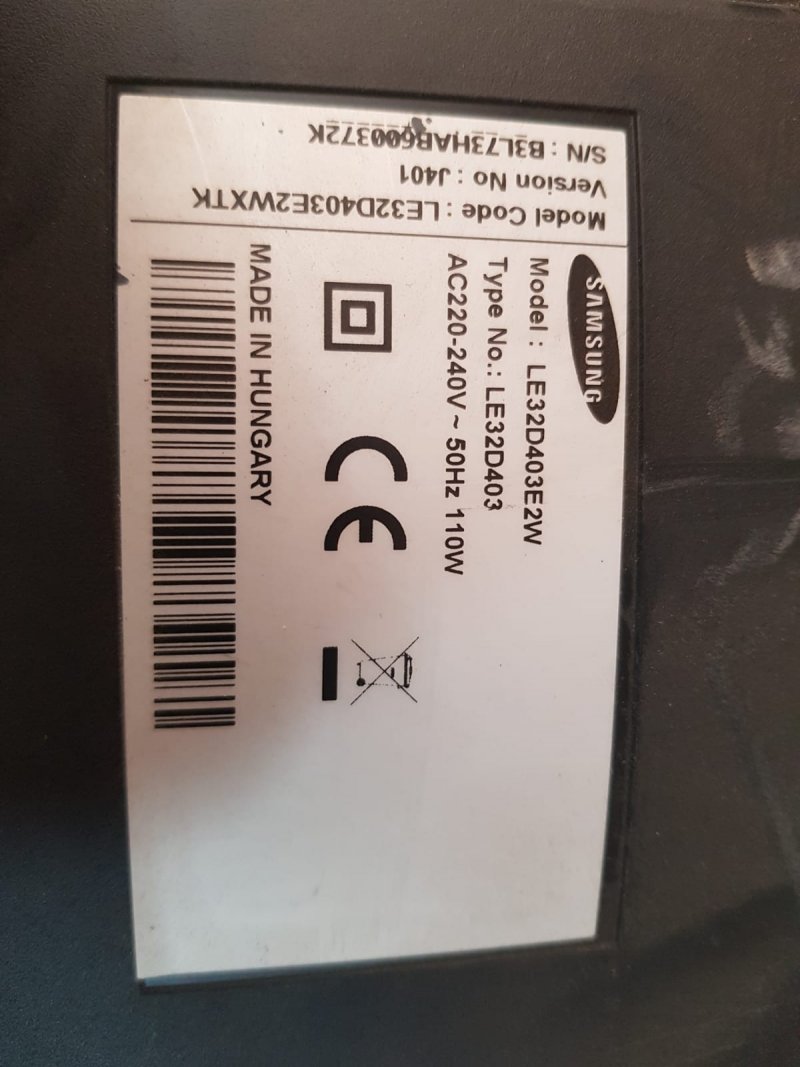 SAMSUNG
Model : LE32D403E2W
Type No.: LE32D403
AC220-240V ~ 50Hz 110W
CE
MADE IN HUNGARY
Model Code : LE32D403E2WXTK
Version No : J401
S/N : B3L73HAB600372K